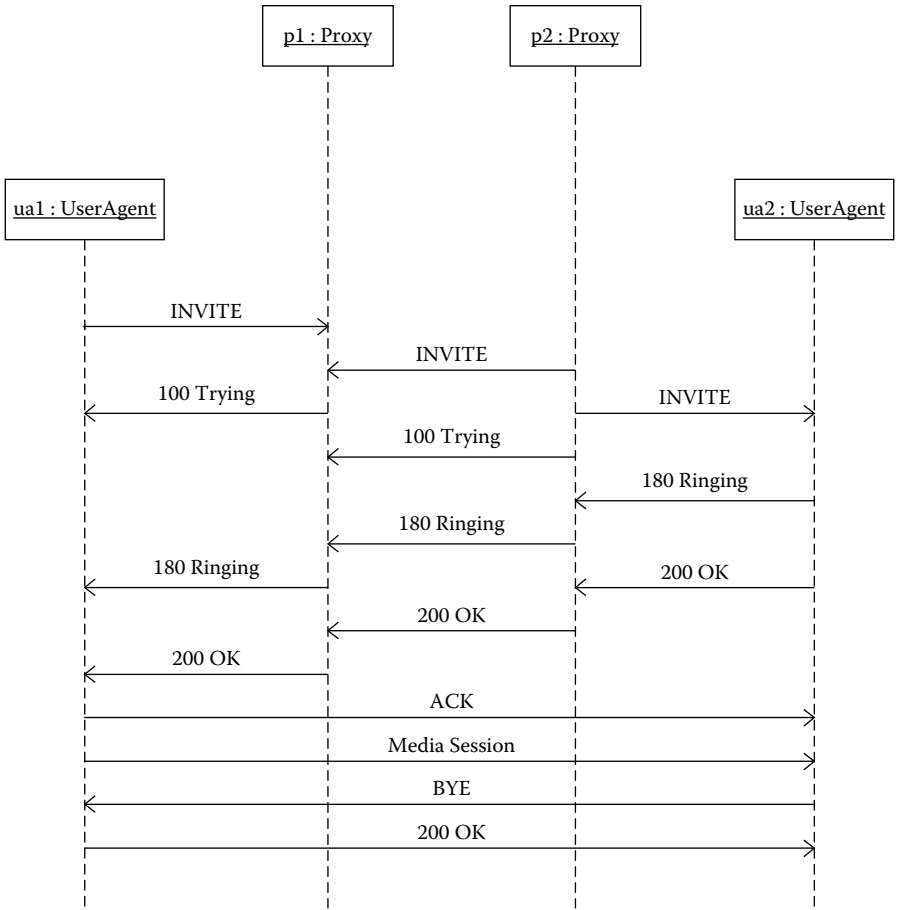 p1 : Proxy
p2 : Proxy
ua1 : UserAgent
ua2 : UserAgent
INVITE
INVITE
100 Trying
INVITE
100 Trying
180 Ringing
180 Ringing
180 Ringing
200 OK
200 OK
200 OK
ACK
Media Session
BYE
200 OK